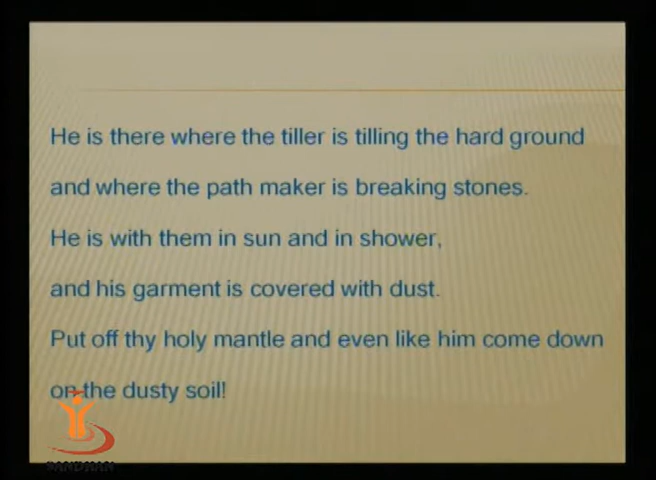 He is there where the tiller is tilling the hard ground
and where the path maker is breaking stones.
He is with them in sun and in shower,
and his garment is covered with dust.
Put off thy holy mantle and even like him come down
on the dusty soil!
SANDHAN